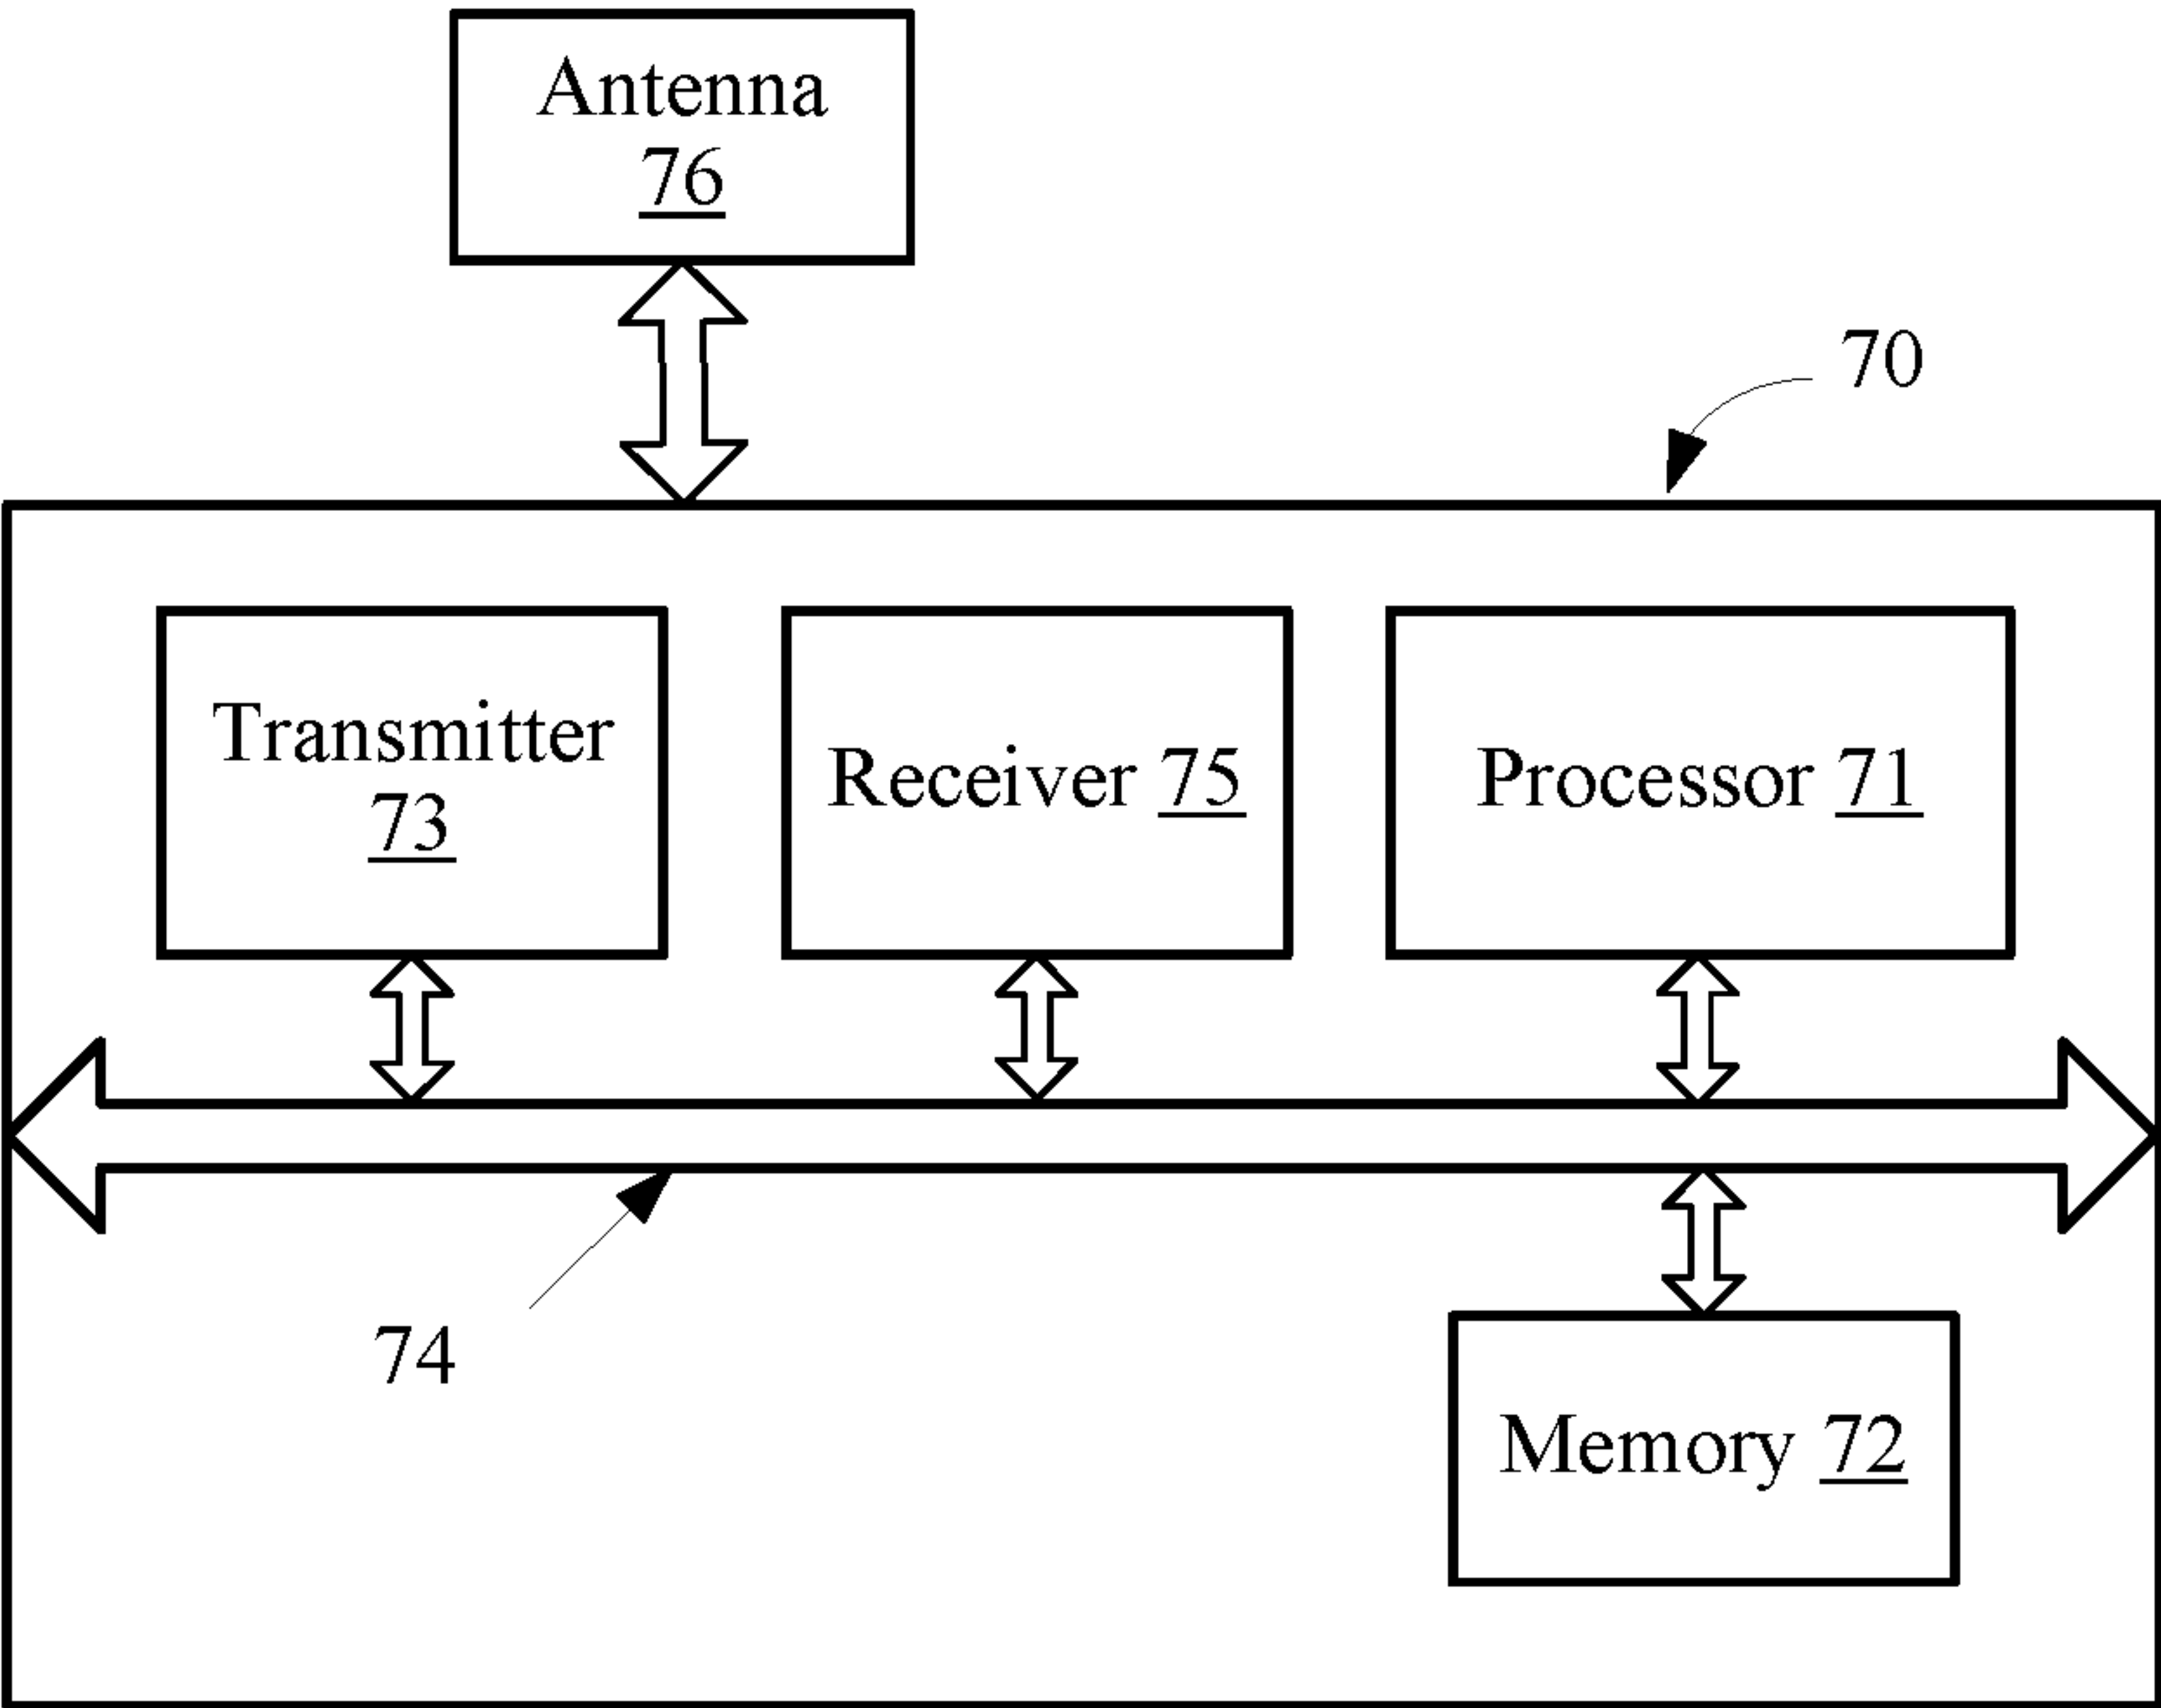 Antenna
76
70
Transmitter
73
Receiver 75
Processor 71
74
Memory 72